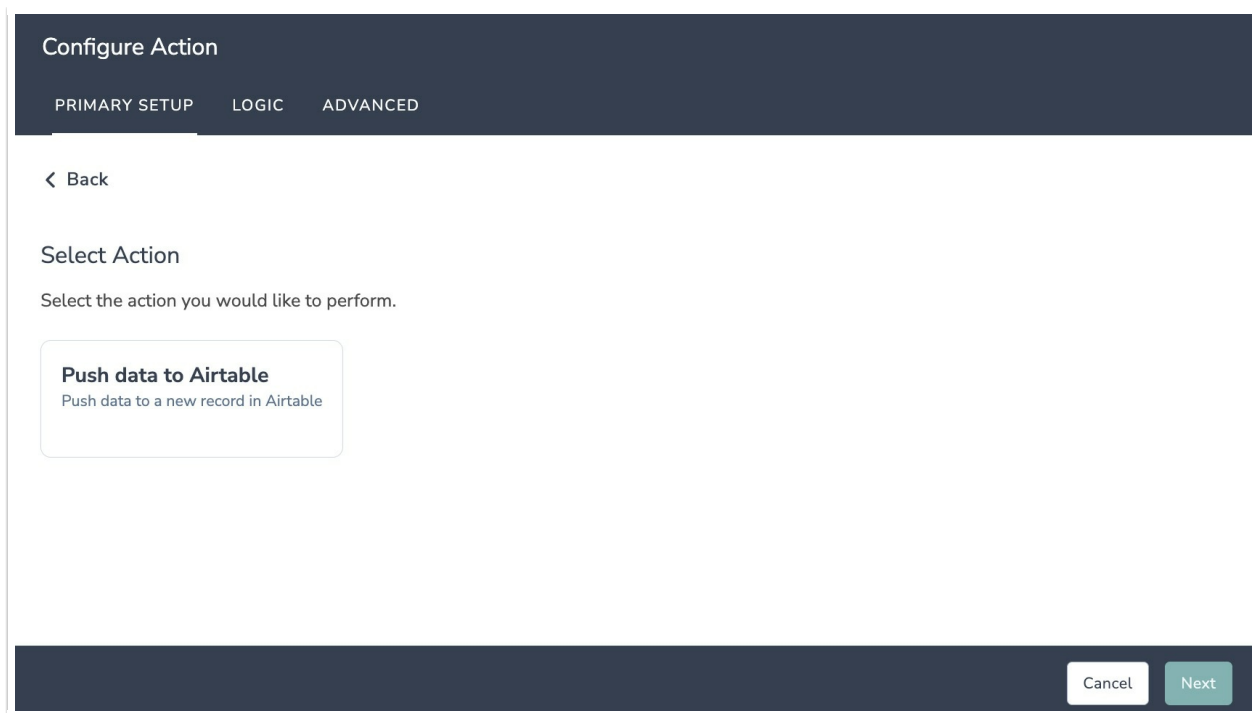 Configure Action
PRIMARY SETUP LOGIC ADVANCED
Back
Select Action
Select the action you would like to perform.
Push data to Airtable
Push data to a new record in Airtable
Cancel Next